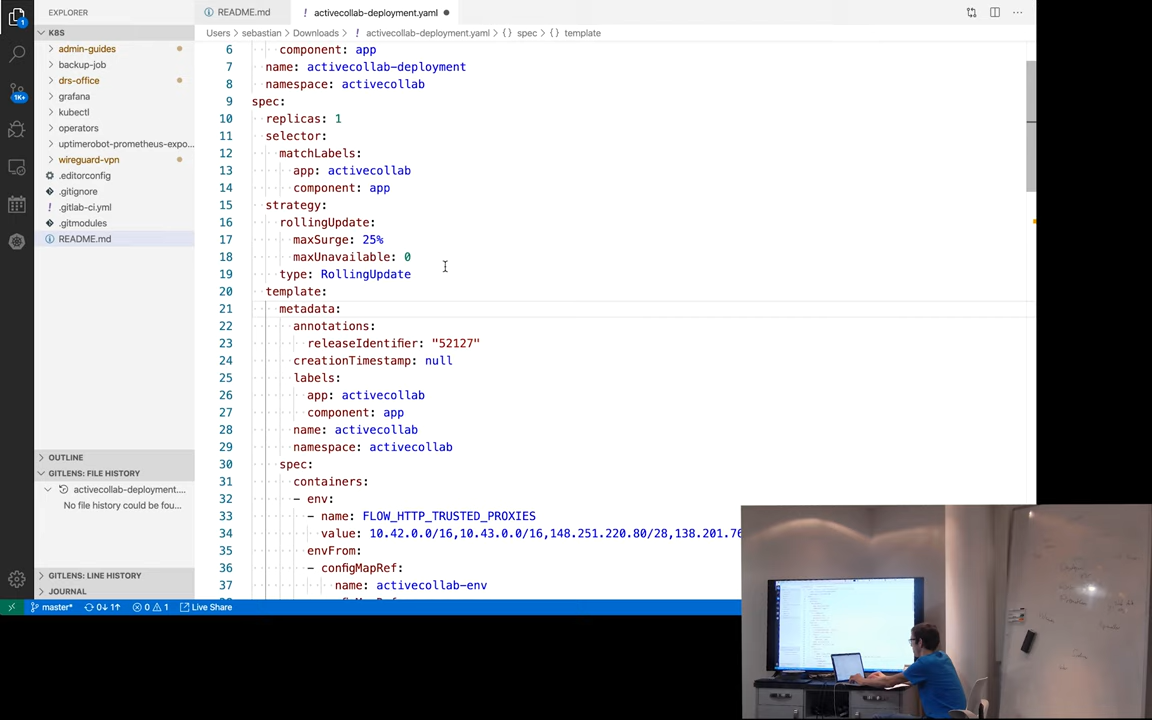 EXPLORER
K8S
admin-guides
backup-job
drs-office
grafana
kubectl
operators
uptimerobot-prometheus-expo...
wireguard-vpn
.editorconfig
.gitignore
.gitlab-ci.yml
.gitmodules
README.md
OUTLINE
GITLENS: FILE HISTORY
activecollab-deployment....
No file history could be fou...
GITLENS: LINE HISTORY
JOURNAL
1
1K+
README.md
activecollab-deployment.yaml
Users > sebastian > Downloads > ! activecollab-deployment.yaml > {} spec > {} template
6 component: app
7 name: activecollab-deployment
8 namespace: activecollab
9 spec:
10 replicas: 1
11 selector:
12 matchLabels:
13 app: activecollab
14 component: app
15 strategy:
16 rollingUpdate:
17 maxSurge: 25%
18 maxUnavailable: 0
19 type: RollingUpdate
20 template:
21 metadata:
22 annotations:
23 releaseIdentifier: "52127"
24 creationTimestamp: null
25 labels:
26 app: activecollab
27 component: app
28 name: activecollab
29 namespace: activecollab
30 spec:
31 containers:
32 - env:
33 - name: FLOW_HTTP_TRUSTED_PROXIES
34 value: 10.42.0.0/16,10.43.0.0/16,148.251.220.80/28,138.201.76
35 envFrom:
36 - configMapRef:
37 name: activecollab-env
master* 0↓ 1↑ 0 1 Live Share